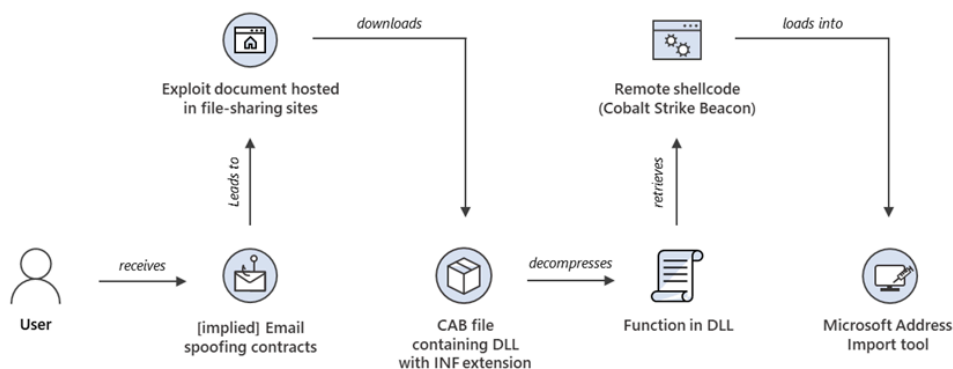 downloads
loads into
Exploit document hosted
in file-sharing sites
Remote shellcode
(Cobalt Strike Beacon)
Leads to
retrieves
receives
decompresses
User
[implied] Email
spoofing contracts
CAB file
containing DLL
with INF extension
Function in DLL
Microsoft Address
Import tool